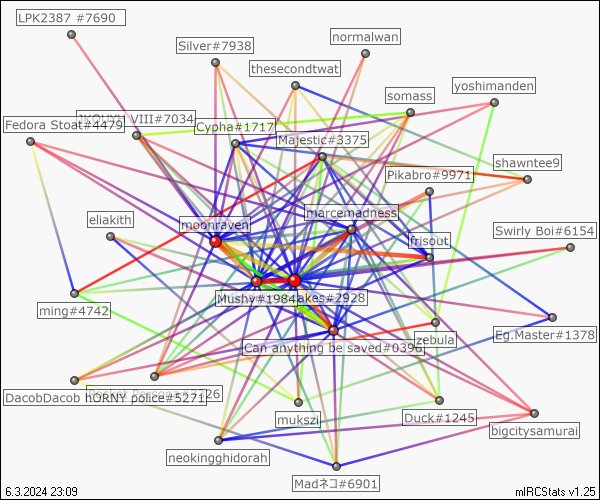 LPK2387 #7690
normalwan
Silver#7938
thesecondtwat
yoshimanden
somass
VIII#7034
Fedora Stoat#4479
Cypha#1717
Majestic#3375
shawntee9
Pikabro#9971
marcemadness
eliakith
moonraven
Swirly Boi#6154
frisout
Mushy#1984
akes#2928
ming#4742
Eg.Master#1378
zebula
Can anything be saved#0396
DacobDacob hORNY police#5271
726
mukszi
Duck#1245
bigcitysamurai
neokingghidorah
Madネコ#6901
6.3.2024 23:09
mIRCStats v1.25